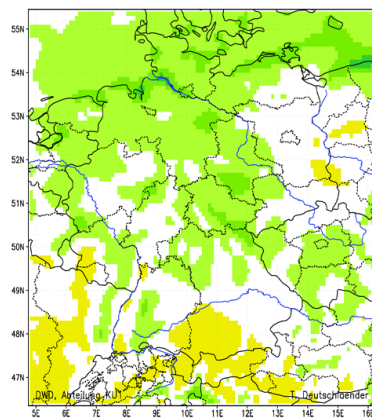 55N
54N
53N
52N
51N
50N
49N
48N
47N
DWD, Abteilung KU1
T. Deutschlaender
5E 6E 7E 8E 9E 10E 11E 12E 13E 14E 15E 16E